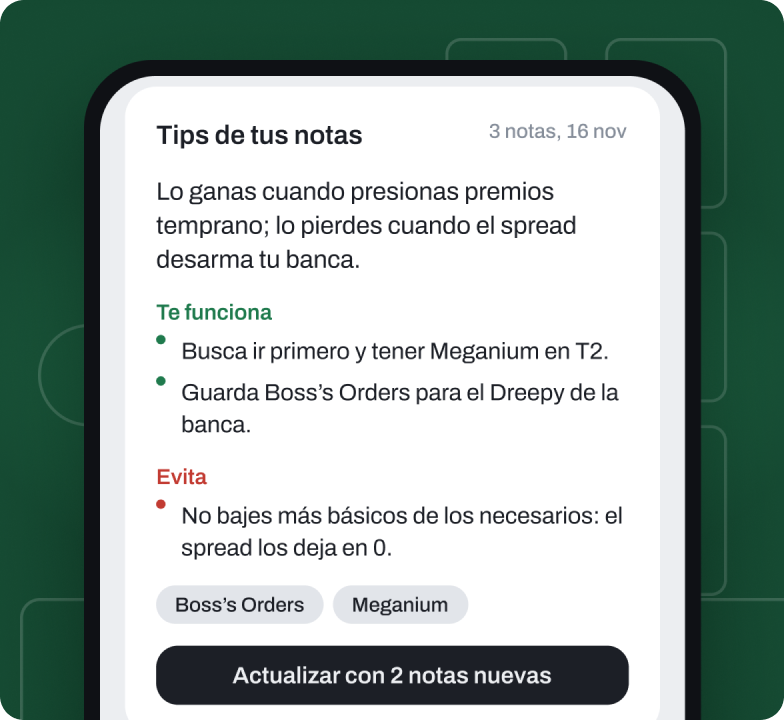 Tips de tus notas
3 notas, 16 nov
Lo ganas cuando presionas premios
temprano; lo pierdes cuando el spread
desarma tu banca.
Te funciona
Busca ir primero y tener Meganium en T2.
Guarda Boss’s Orders para el Dreepy de la
banca.
Evita
No bajes más básicos de los necesarios: el
spread los deja en 0.
Boss’s Orders
Meganium
Actualizar con 2 notas nuevas